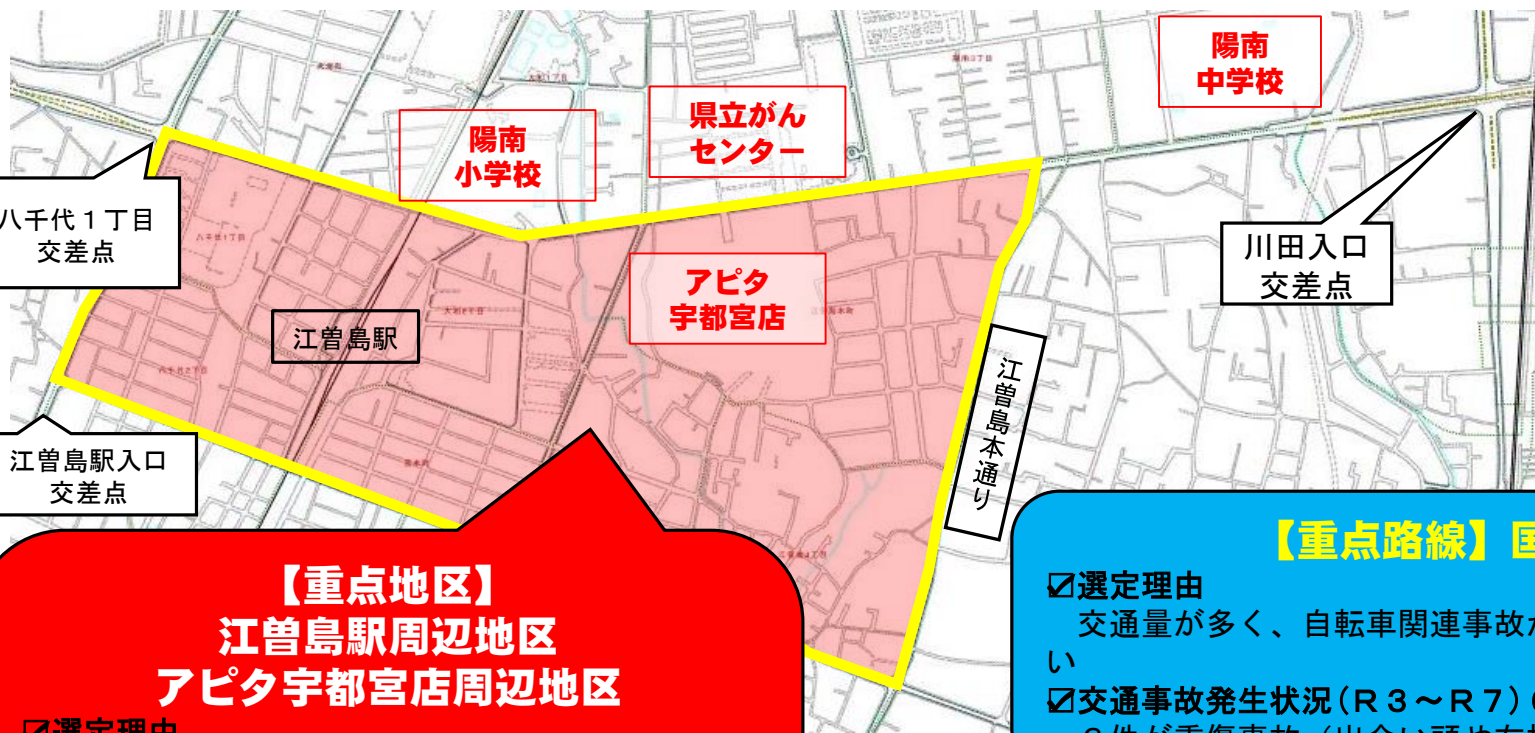 陽南
中学校
県立がん
センター
陽南
小学校
八千代１丁目
交差点
川田入口
交差点
アピタ
宇都宮店
江曽島駅
江曽島本通り
江曽島駅入口
交差点
【重点地区】
江曽島駅周辺地区
アピタ宇都宮店周辺地区
☑選定理由
【重点路線】
☑選定理由
交通量が多く、自転車関連事故
い
☑交通事故発生状況(Ｒ３～Ｒ７)